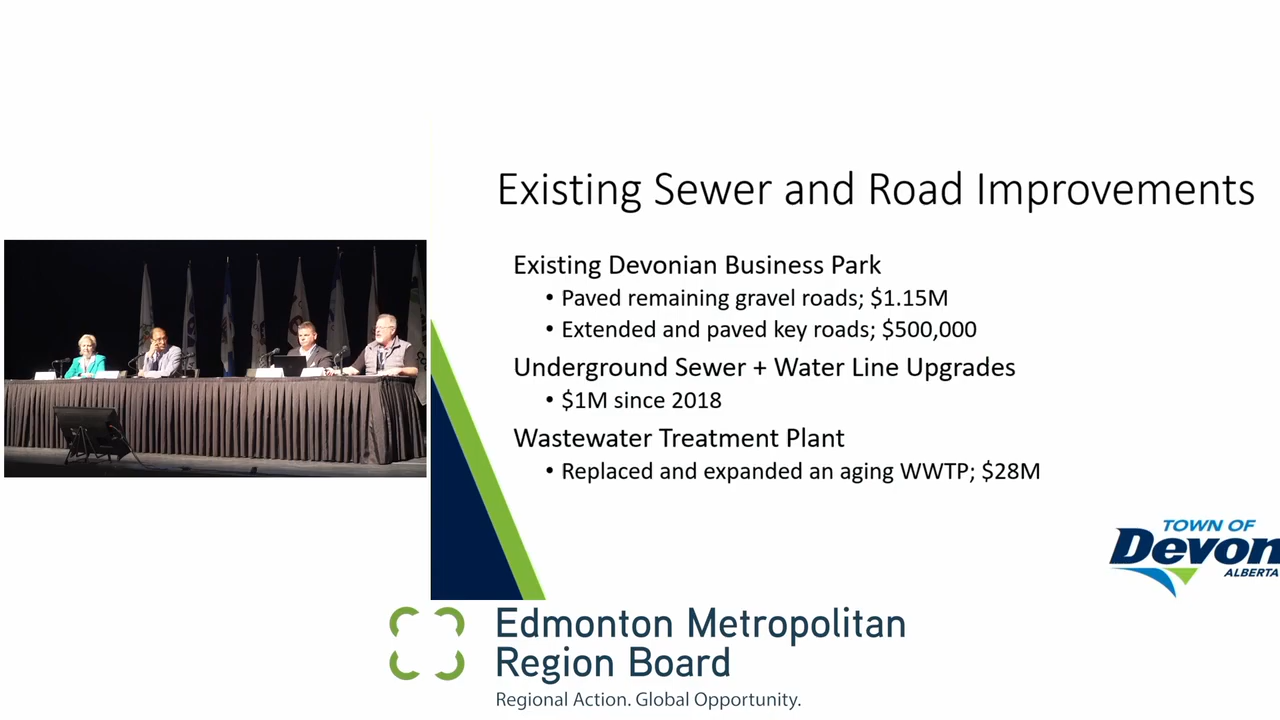 Existing Sewer and Road Improvements
Existing Devonian Business Park
• Paved remaining gravel roads; $1.15M
• Extended and paved key roads; $500,000
Underground Sewer + Water Line Upgrades
• $1M since 2018
Wastewater Treatment Plant
• Replaced and expanded an aging WWTP; $28M
TOWN OF
Devon
ALBERTA
Edmonton Metropolitan
Region Board
Regional Action. Global Opportunity.